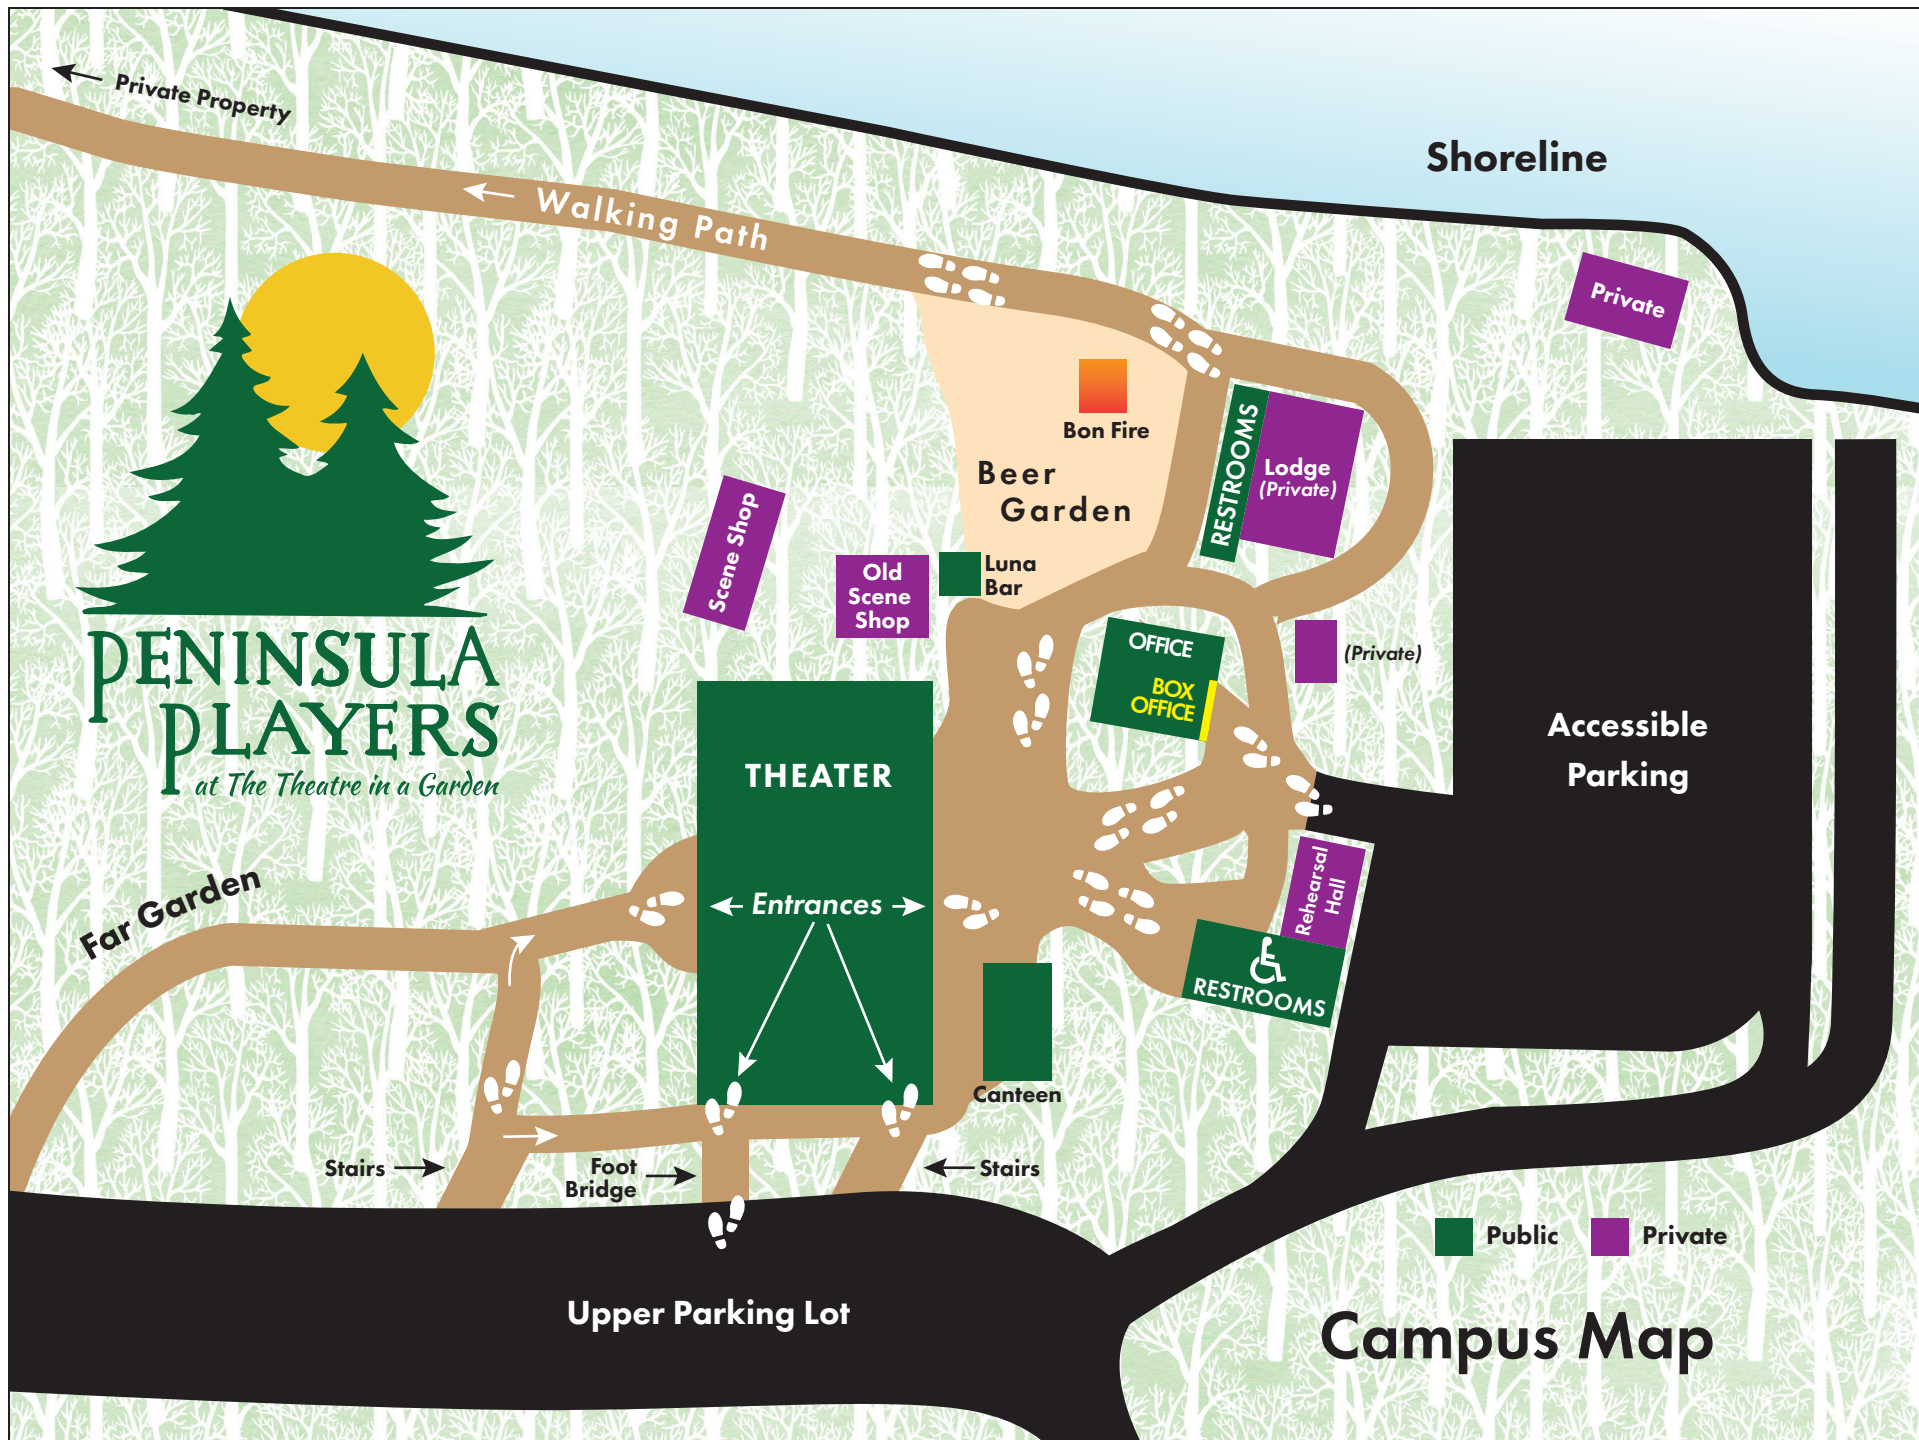 Private Property
Walking Path
Shoreline
Private
Bon Fire
Beer
Garden
RESTROOMS
Lodge
(Private)
Scene Shop
Old
Scene
Shop
Luna
Bar
OFFICE
BOX
OFFICE
(Private)
PENINSULA
PLAYERS
at The Theatre in a Garden
THEATER
Accessible
Parking
Entrances
Far Garden
Rehearsal
Hall
RESTROOMS
Canteen
Stairs
Foot
Bridge
Stairs
Public
Private
Upper Parking Lot
Campus Map